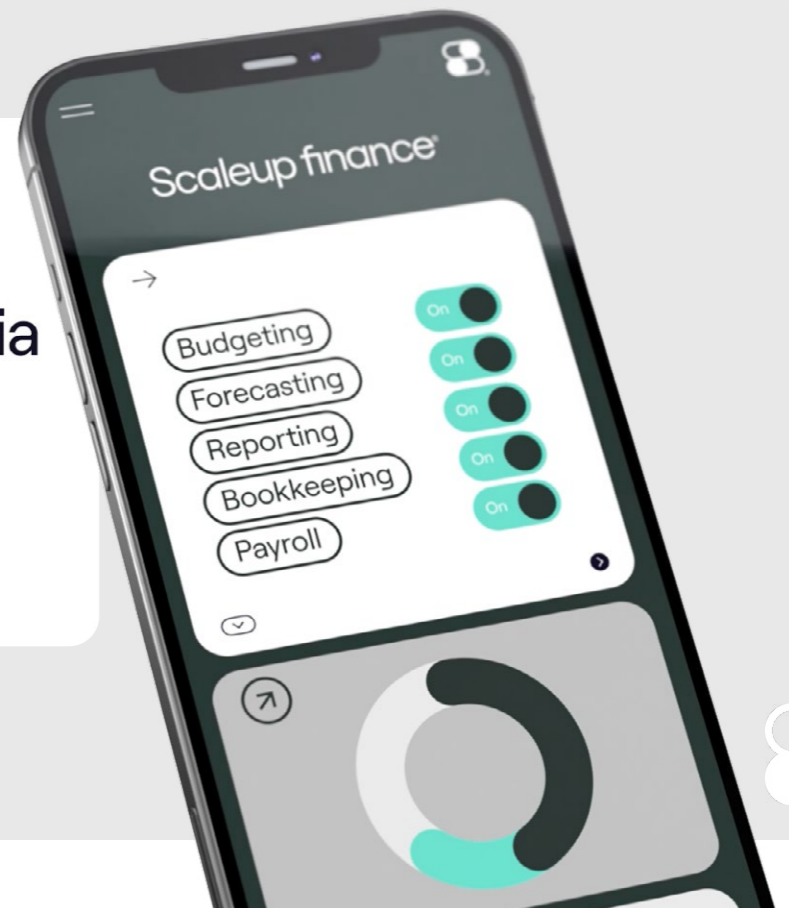 Scaleup finance®
ia
Budgeting On
Forecasting On
Reporting On
Bookkeeping On
Payroll On